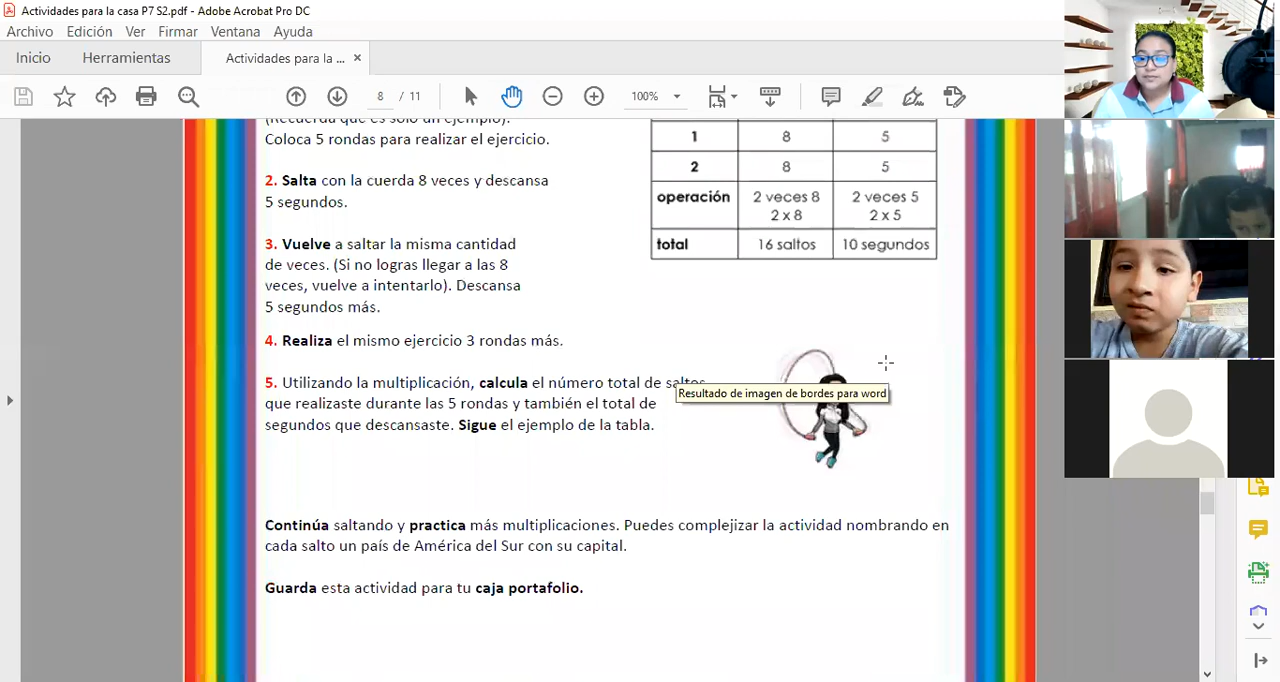 Actividades para la casa P7 S2.pdf - Adobe Acrobat Pro DC
Archivo Edición Ver Firmar Ventana Ayuda
Inicio Herramientas Actividades para la ... ×
8 / 11 100%
(Recuerda que es solo un ejemplo).
Coloca 5 rondas para realizar el ejercicio.
2. Salta con la cuerda 8 veces y descansa
5 segundos.
3. Vuelve a saltar la misma cantidad
de veces. (Si no logras llegar a las 8
veces, vuelve a intentarlo). Descansa
5 segundos más.
4. Realiza el mismo ejercicio 3 rondas más.
5. Utilizando la multiplicación, calcula el número total de saltos
que realizaste durante las 5 rondas y también el total de
segundos que descansaste. Sigue el ejemplo de la tabla.
1 8 5
2 8 5
operación 2 veces 8 2 veces 5
2 x 8 2 x 5
total 16 saltos 10 segundos
Resultado de imagen de bordes para word
Continúa saltando y practica más multiplicaciones. Puedes complejizar la actividad nombrando en
cada salto un país de América del Sur con su capital.
Guarda esta actividad para tu caja portafolio.